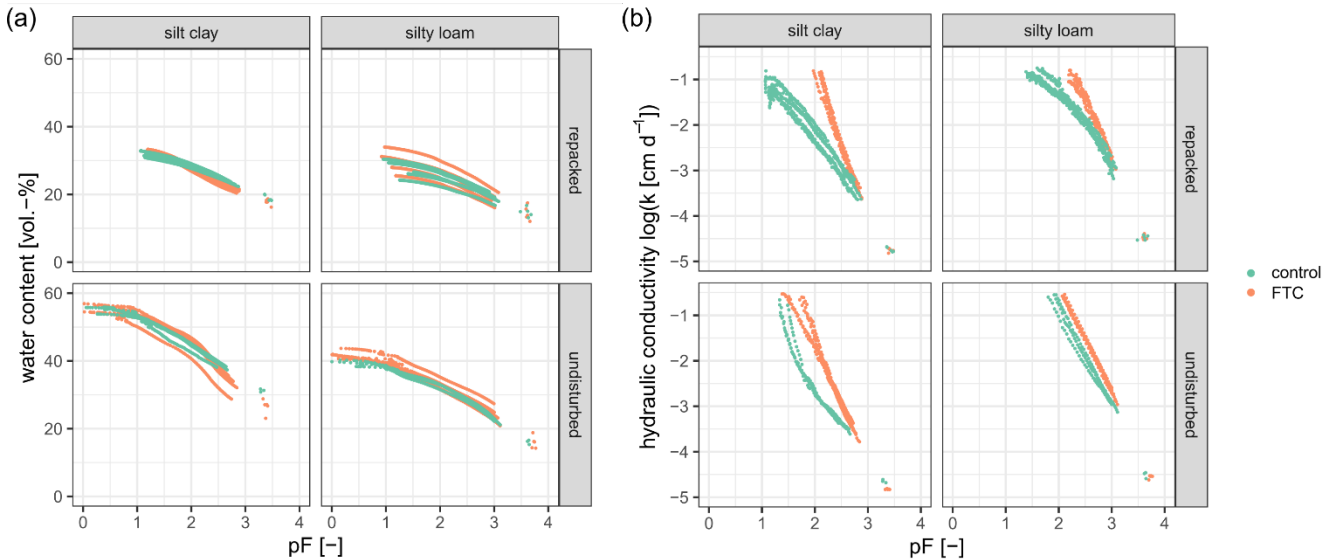 (a)
silt clay
silty loam
water content [vol.−%]
60
40
20
0
repacked
60
40
20
0
undisturbed
0 1 2 3 4
0 1 2 3 4
pF [−]
(b)
silt clay
silty loam
hydraulic conductivity log(k [cm d⁻¹])
−1
−2
−3
−4
−5
repacked
−1
−2
−3
−4
−5
undisturbed
0 1 2 3 4
0 1 2 3 4
pF [−]
control
FTC